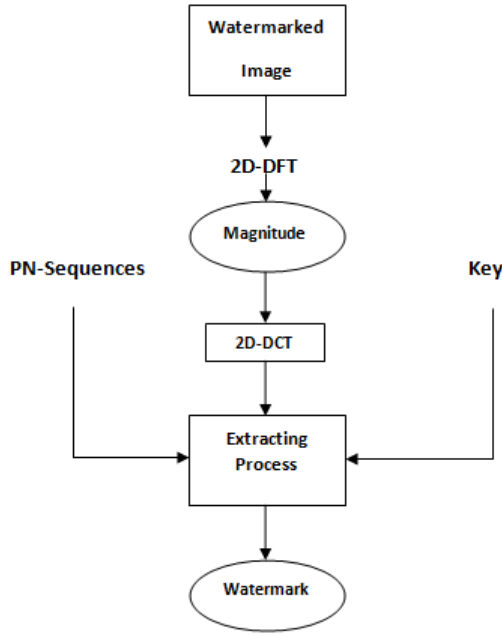 Watermarked
Image
2D-DFT
Magnitude
PN-Sequences
Key
2D-DCT
Extracting
Process
Watermark